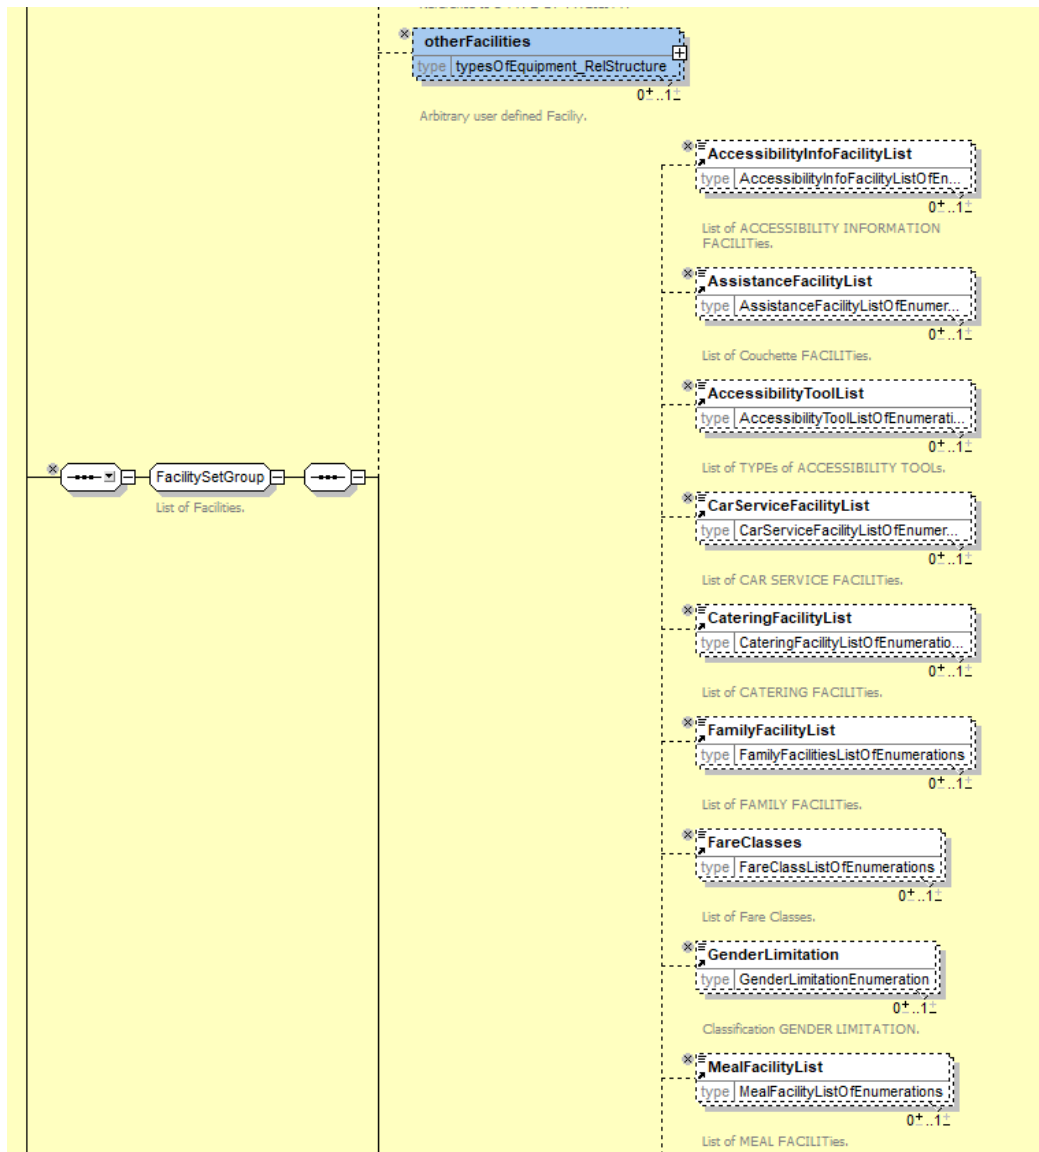 otherFacilities
type typesOfEquipment_RelStructure
0±..1±
Arbitrary user defined Faciliy.
AccessibilityInfoFacilityList
type AccessibilityInfoFacilityListOfEn...
0±..1±
List of ACCESSIBILITY INFORMATION
FACILITies.
AssistanceFacilityList
type AssistanceFacilityListOfEnumer...
0±..1±
List of Couchette FACILITies.
AccessibilityToolList
type AccessibilityToolListOfEnumerati...
0±..1±
List of TYPEs of ACCESSIBILITY TOOLs.
FacilitySetGroup
List of Facilities.
CarServiceFacilityList
type CarServiceFacilityListOfEnumer...
0±..1±
List of CAR SERVICE FACILITies.
CateringFacilityList
type CateringFacilityListOfEnumeratio...
0±..1±
List of CATERING FACILITies.
FamilyFacilityList
type FamilyFacilitiesListOfEnumerations
0±..1±
List of FAMILY FACILITies.
FareClasses
type FareClassListOfEnumerations
0±..1±
List of Fare Classes.
GenderLimitation
type GenderLimitationEnumeration
0±..1±
Classification GENDER LIMITATION.
MealFacilityList
type MealFacilityListOfEnumerations
0±..1±
List of MEAL FACILITies.